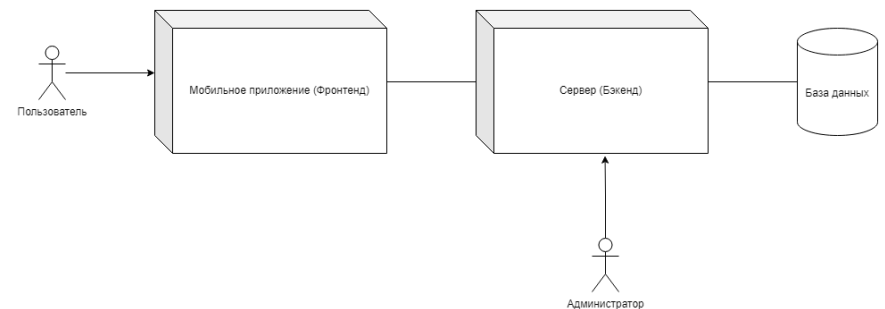 Пользователь
Мобильное приложение (Фронтенд)
Сервер (Бэкенд)
База данных
Администратор